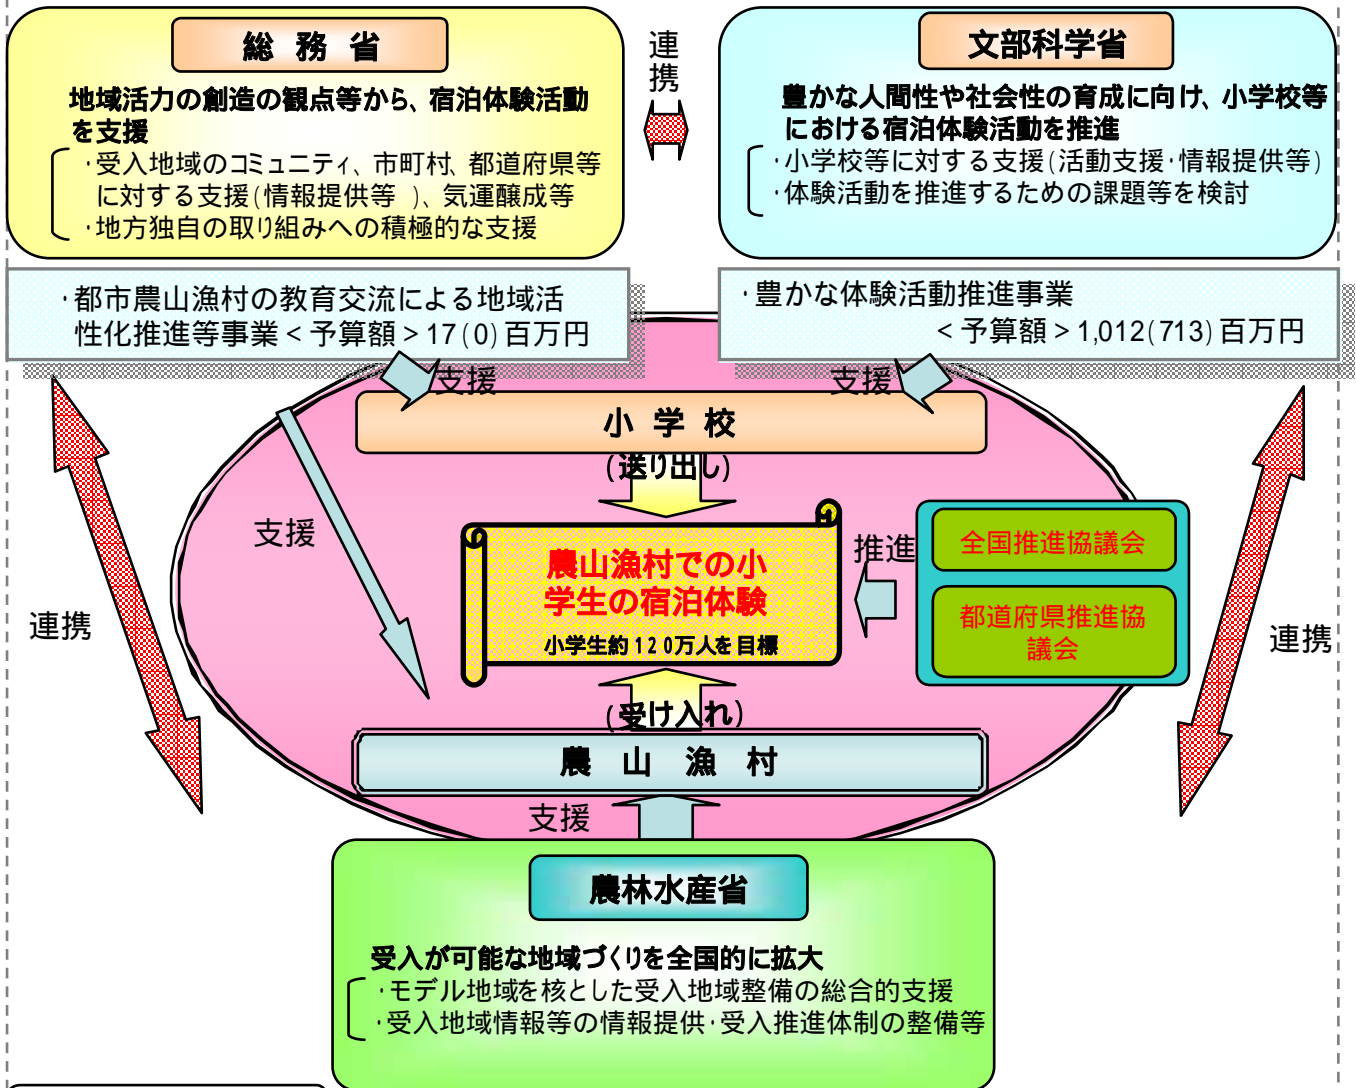 総務省
地域活力の創造の観点等から、宿泊体験活動
を支援
・受入地域のコミュニティ、市町村、都道府県等
に対する支援(情報提供等 )、気運醸成等
・地方独自の取り組みへの積極的な支援
連
携
文部科学省
豊かな人間性や社会性の育成に向け、小学校等
における宿泊体験活動を推進
・小学校等に対する支援(活動支援・情報提供等)
・体験活動を推進するための課題等を検討
・都市農山漁村の教育交流による地域活
性化推進等事業<予算額>17(0)百万円
・豊かな体験活動推進事業
<予算額>1,012(713)百万円
支援
支援
小学校
(送り出し)
支援
農山漁村での小
学生の宿泊体験
小学生約120万人を目標
推進
全国推進協議会
都道府県推進協
議会
連携
連携
(受け入れ)
農山漁村
支援
農林水産省
受入が可能な地域づくりを全国的に拡大
・モデル地域を核とした受入地域整備の総合的支援
・受入地域情報等の情報提供・受入推進体制の整備等